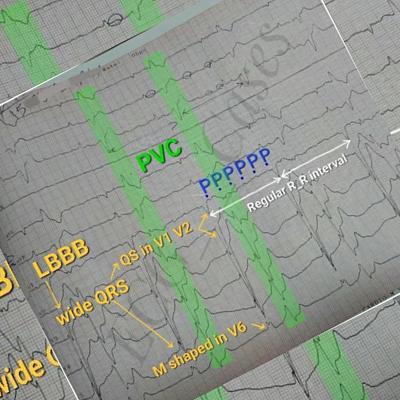 PVC
PPPPPP
Regular R_R interval
LBBB
QS in V1 V2
wide QRS
M shaped in V6
wide